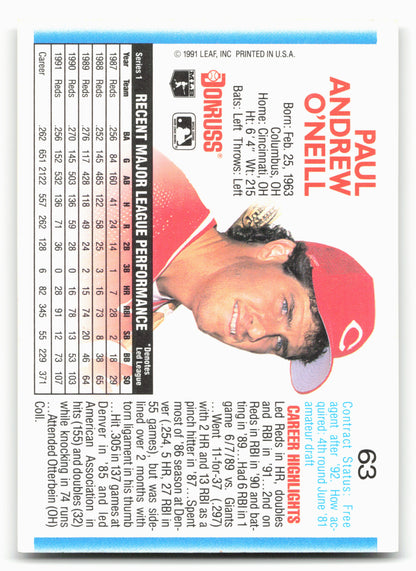 63
PAUL
ANDREW
O'NEILL
Born: Feb. 25, 1963
Columbus, OH
Home: Cincinnati, OH
Ht: 6'4" Wt: 215
Bats: Left Throws: Left
DONRUSS
MLB
© 1991 LEAF, INC PRINTED IN U.S.A.
Contract Status: Free
agent after '92. How ac-
quired 4th round June '81
amateur draft
CAREER HIGHLIGHTS
Led Reds in HR, doubles
and RBI in '91...2nd on
Reds in RBI in '90 and bat-
ting in '89...Had 6 RBI in 1
game 6/7/89 vs Giants
...Went 11-for-37 (.297)
with 2 HR and 13 RBI as a
pinch hitter in '87...Spent
most of '86 season at Den-
ver (.254, 5 HR, 27 RBI in
55 games), but was side-
lined over 2 months with
torn ligament in his thumb
...Hit .305 in 137 games at
Denver in '85 and led
American Association in
hits (155) and doubles (32)
while knocking in 74 runs
...Attended Otterbein (OH)
Coll.
Series 1 RECENT MAJOR LEAGUE PERFORMANCE *Denotes Led League
Year Team BA G AB H R 2B 3B HR RBI SB BB SO
1987 Reds .256 84 160 41 24 14 1 7 28 2 18 29
1988 Reds .252 145 485 122 58 25 3 16 73 8 38 65
1989 Reds .276 117 428 118 49 24 2 15 74 20 46 64
1990 Reds .270 145 503 136 59 28 0 16 78 13 53 103
1991 Reds .256 152 532 136 71 36 0 28 91 12 73 107
Career .262 651 2122 557 262 128 6 82 345 55 229 371